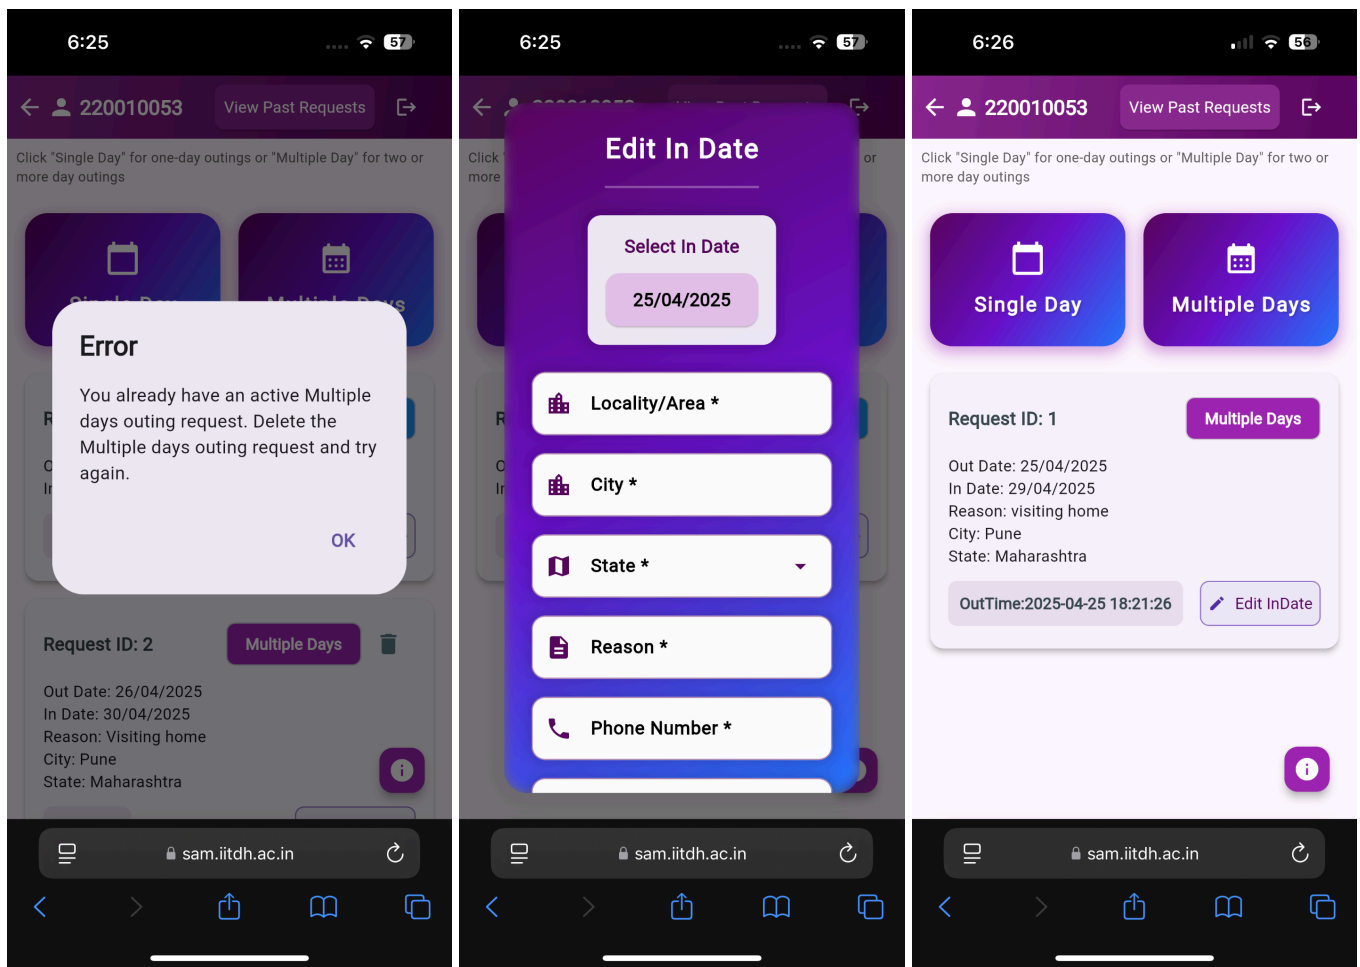 6:25
57
220010053
View Past Requests
Click "Single Day" for one-day outings or "Multiple Day" for two or
more day outings
Single Day
Multiple Days
Error
You already have an active Multiple
days outing request. Delete the
Multiple days outing request and try
again.
OK
Request ID: 2
Multiple Days
Out Date: 26/04/2025
In Date: 30/04/2025
Reason: Visiting home
City: Pune
State: Maharashtra
sam.iitdh.ac.in
6:25
57
Click
or
more
Edit In Date
Select In Date
25/04/2025
Locality/Area *
City *
State *
Reason *
Phone Number *
sam.iitdh.ac.in
6:26
56
220010053
View Past Requests
Click "Single Day" for one-day outings or "Multiple Day" for two or
more day outings
Single Day
Multiple Days
Request ID: 1
Multiple Days
Out Date: 25/04/2025
In Date: 29/04/2025
Reason: visiting home
City: Pune
State: Maharashtra
OutTime:2025-04-25 18:21:26
Edit InDate
sam.iitdh.ac.in